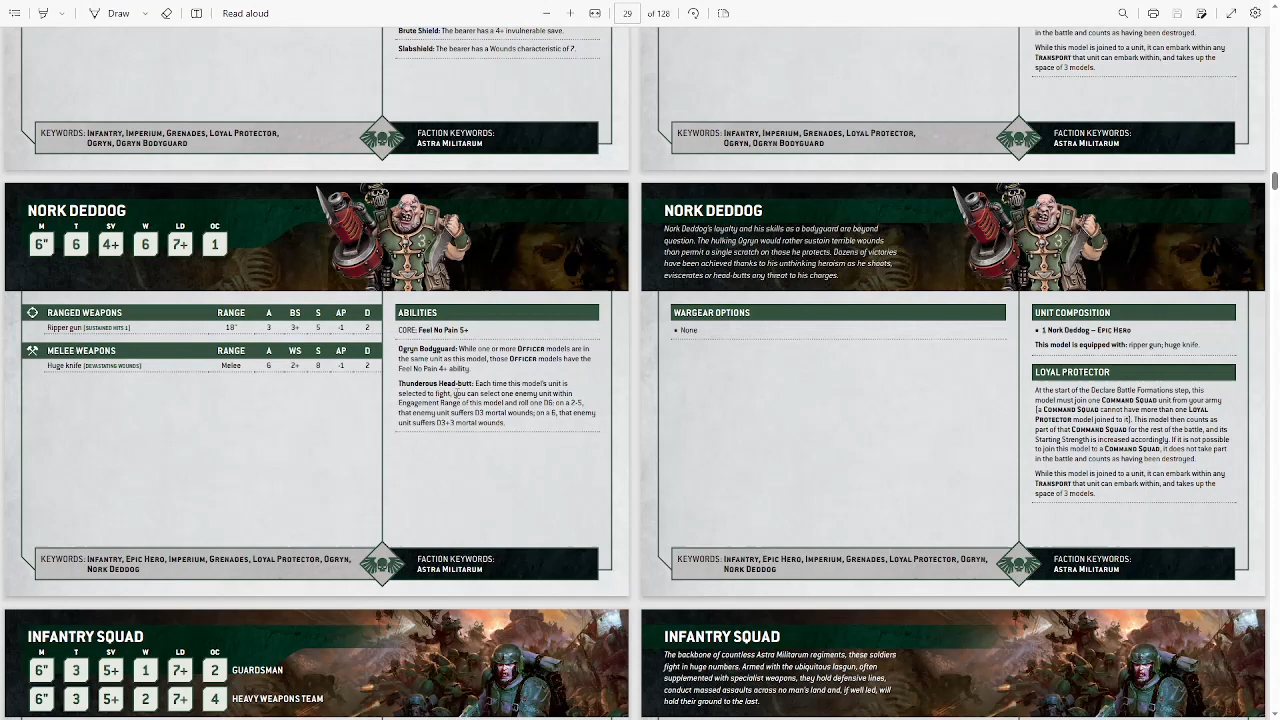 Draw
Read aloud
29
of 128
Brute Shield: The bearer has a 4+ invulnerable save.
Slabshield: The bearer has a Wounds characteristic of 7.
KEYWORDS: INFANTRY, IMPERIUM, GRENADES, LOYAL PROTECTOR,
OGRYN, OGRYN BODYGUARD
FACTION KEYWORDS:
ASTRA MILITARUM
in the battle and counts as having been destroyed.
While this model is joined to a unit, it can embark within any
TRANSPORT that unit can embark within, and takes up the
space of 3 models.
KEYWORDS: INFANTRY, IMPERIUM, GRENADES, LOYAL PROTECTOR,
OGRYN, OGRYN BODYGUARD
FACTION KEYWORDS:
ASTRA MILITARUM
NORK DEDDOG
M T SV W LD OC
6" 6 4+ 6 7+ 1
3
RANGED WEAPONS RANGE A BS S AP D
Ripper gun [SUSTAINED HITS 1] 18" 3 3+ 5 -1 2
MELEE WEAPONS RANGE A WS S AP D
Huge knife [DEVASTATING WOUNDS] Melee 6 2+ 8 -1 2
ABILITIES
CORE: Feel No Pain 5+
Ogryn Bodyguard: While one or more OFFICER models are in
the same unit as this model, those OFFICER models have the
Feel No Pain 4+ ability.
Thunderous Head-butt: Each time this model's unit is
selected to fight, you can select one enemy unit within
Engagement Range of this model and roll one D6: on a 2-5,
that enemy unit suffers D3 mortal wounds; on a 6, that enemy
unit suffers D3+3 mortal wounds.
KEYWORDS: INFANTRY, EPIC HERO, IMPERIUM, GRENADES, LOYAL PROTECTOR, OGRYN,
NORK DEDDOG
FACTION KEYWORDS:
ASTRA MILITARUM
NORK DEDDOG
Nork Deddog's loyalty and his skills as a bodyguard are beyond
question. The hulking Ogryn would rather sustain terrible wounds
than permit a single scratch on those he protects. Dozens of victories
have been achieved thanks to his unthinking heroism as he shoots,
eviscerates or head-butts any threat to his charges.
3
WARGEAR OPTIONS
▪ None
UNIT COMPOSITION
▪ 1 Nork Deddog – EPIC HERO
This model is equipped with: ripper gun; huge knife.
LOYAL PROTECTOR
At the start of the Declare Battle Formations step, this
model must join one COMMAND SQUAD unit from your army
(a COMMAND SQUAD cannot have more than one LOYAL
PROTECTOR model joined to it). This model then counts as
part of that COMMAND SQUAD for the rest of the battle, and its
Starting Strength is increased accordingly. If it is not possible
to join this model to a COMMAND SQUAD, it does not take part
in the battle and counts as having been destroyed.
While this model is joined to a unit, it can embark within any
TRANSPORT that unit can embark within, and takes up the
space of 3 models.
KEYWORDS: INFANTRY, EPIC HERO, IMPERIUM, GRENADES, LOYAL PROTECTOR, OGRYN,
NORK DEDDOG
FACTION KEYWORDS:
ASTRA MILITARUM
INFANTRY SQUAD
M T SV W LD OC
6" 3 5+ 1 7+ 2 GUARDSMAN
6" 3 5+ 2 7+ 4 HEAVY WEAPONS TEAM
INFANTRY SQUAD
The backbone of countless Astra Militarum regiments, these soldiers
fight in huge numbers. Armed with the ubiquitous lasgun, often
supplemented with specialist weapons, they hold defensive lines,
conduct massed assaults across no man's land and, if well led, will
hold their ground to the last.